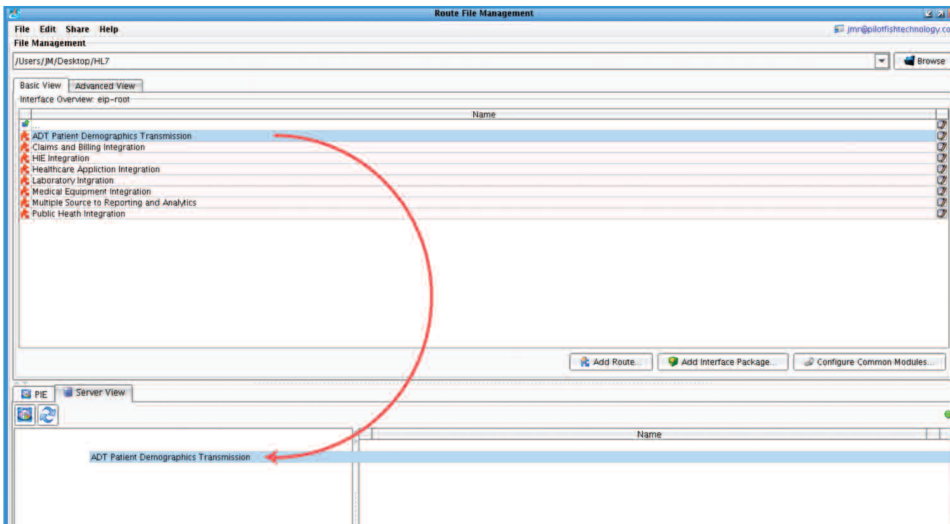 Route File Management
File Edit Share Help
jmr@pilotfishtechnology.co
File Management
/Users/JM/Desktop/HL7
Browse
Basic View Advanced View
Interface Overview: eip-root
Name
..
ADT Patient Demographics Transmission
Claims and Billing Integration
HIE Integration
Healthcare Appliction Integration
Laboratory Intgration
Medical Equipment Integration
Multiple Source to Reporting and Analytics
Public Heath Integration
Add Route... Add Interface Package... Configure Common Modules...
PIE Server View
Name
ADT Patient Demographics Transmission